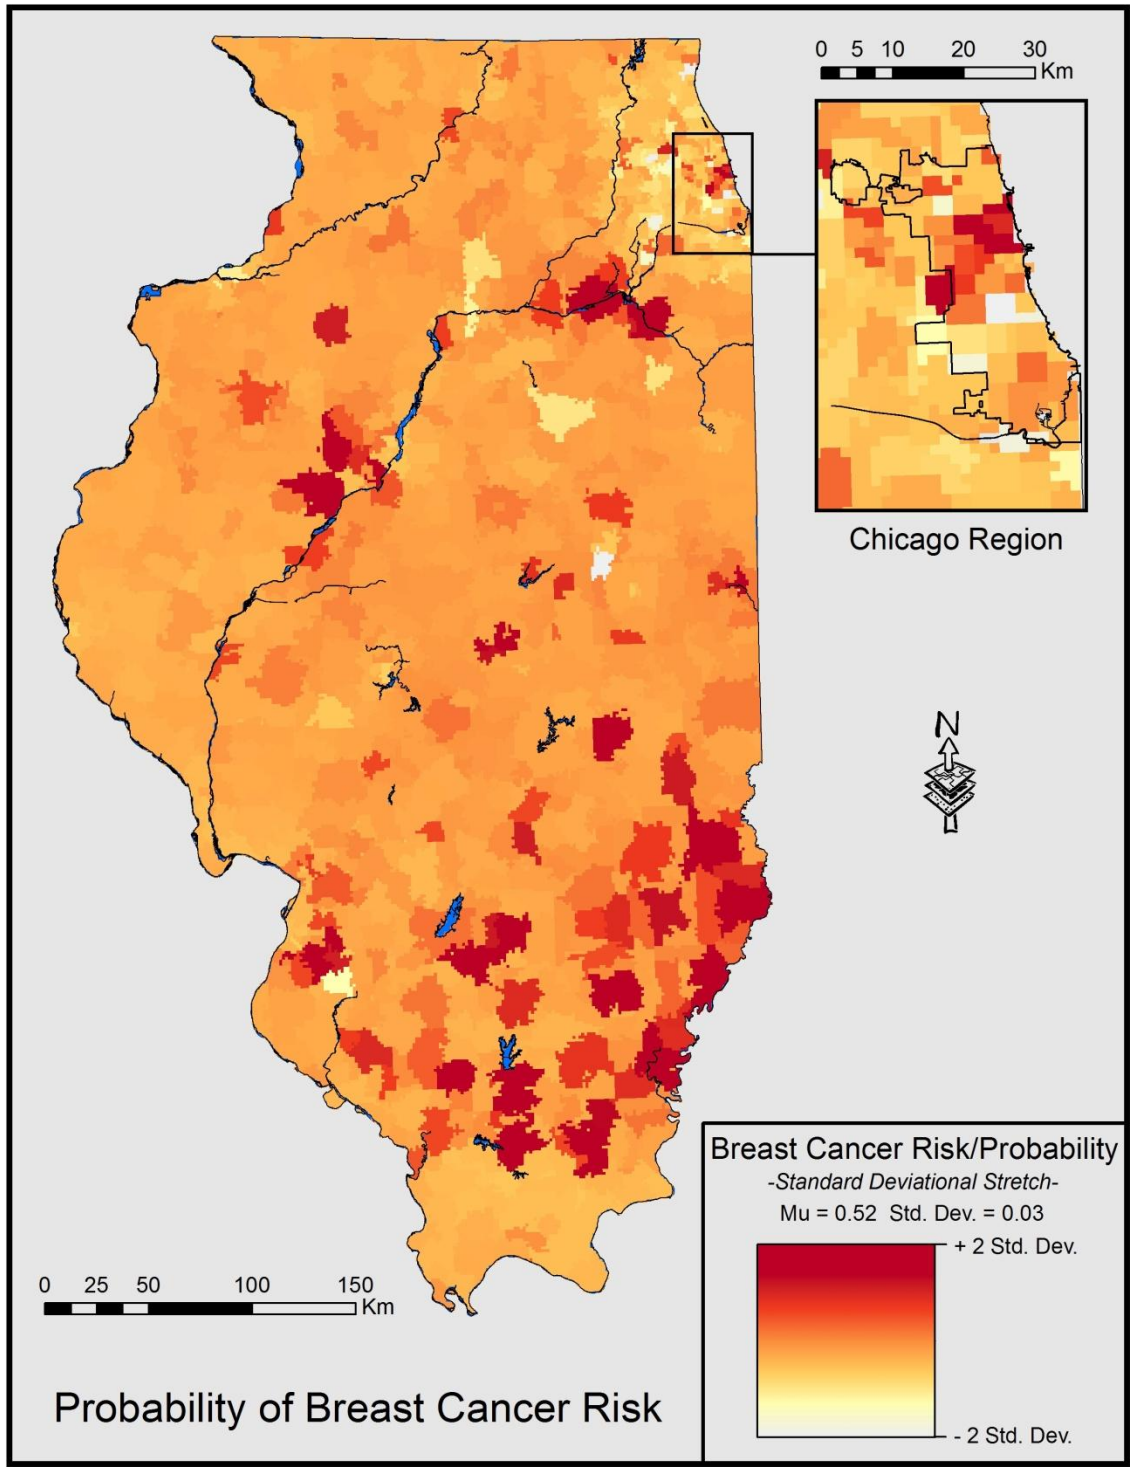 0 5 10 20 30
Km
Chicago Region
N
Breast Cancer Risk/Probability
-Standard Deviational Stretch-
Mu = 0.52 Std. Dev. = 0.03
+ 2 Std. Dev.
- 2 Std. Dev.
0 25 50 100 150
Km
Probability of Breast Cancer Risk